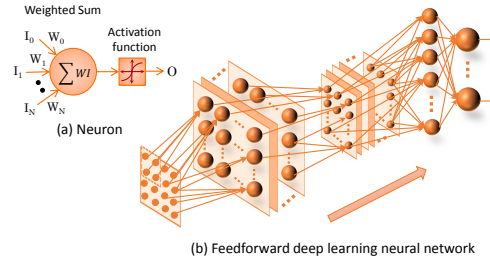 Weighted Sum
Activation
function
I0 W0
I1 W1
∑ WI
O
IN WN
(a) Neuron
(b) Feedforward deep learning neural network